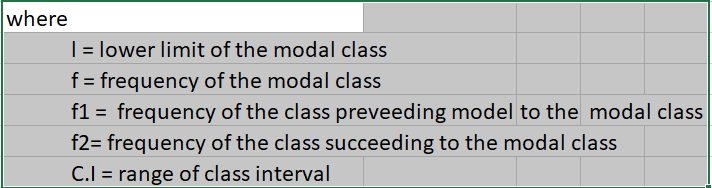 where
l = lower limit of the modal class
f = frequency of the modal class
f1 =  frequency of the class preveeding model to the  modal class
f2= frequency of the class succeeding to the modal class
C.I = range of class interval